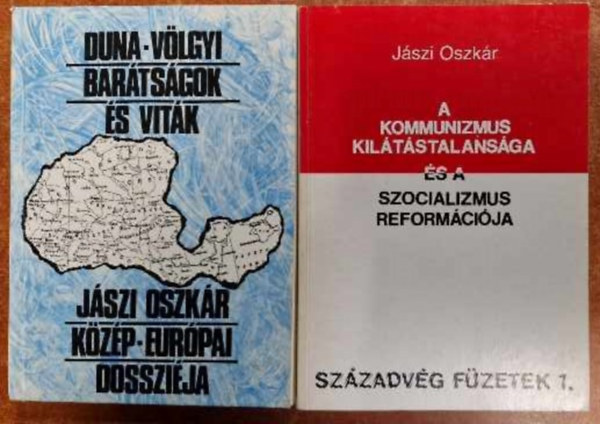 DUNA-VÖLGYI
BARÁTSÁGOK
ÉS VITÁK
JÁSZI OSZKÁR
KÖZÉP-EURÓPAI
DOSSZIÉJA
Jászi Oszkár
A
KOMMUNIZMUS
KILÁTÁSTALANSÁGA
ÉS A
SZOCIALIZMUS
REFORMÁCIÓJA
SZÁZADVÉG FÜZETEK 1.